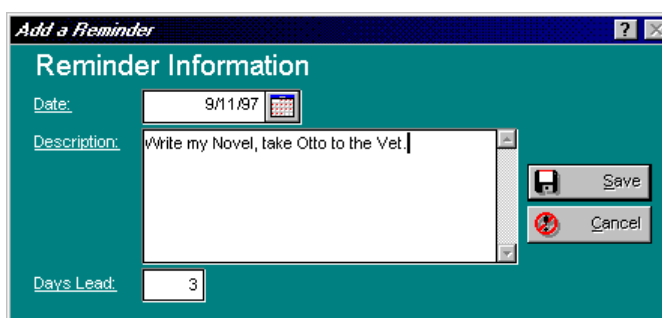 Add a Reminder
Reminder Information
Date: 9/11/97
Description: Write my Novel, take Otto to the Vet.
Save
Cancel
Days Lead: 3